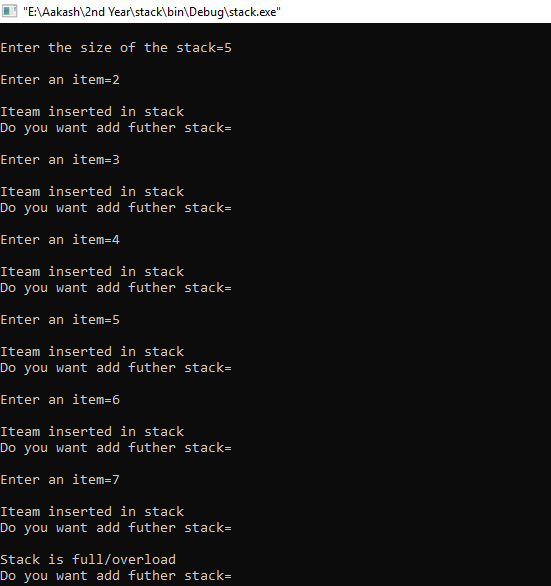 "E:\Aakash\2nd Year\stack\bin\Debug\stack.exe"
Enter the size of the stack=5
Enter an item=2
Iteam inserted in stack
Do you want add futher stack=
Enter an item=3
Iteam inserted in stack
Do you want add futher stack=
Enter an item=4
Iteam inserted in stack
Do you want add futher stack=
Enter an item=5
Iteam inserted in stack
Do you want add futher stack=
Enter an item=6
Iteam inserted in stack
Do you want add futher stack=
Enter an item=7
Iteam inserted in stack
Do you want add futher stack=
Stack is full/overload
Do you want add futher stack=